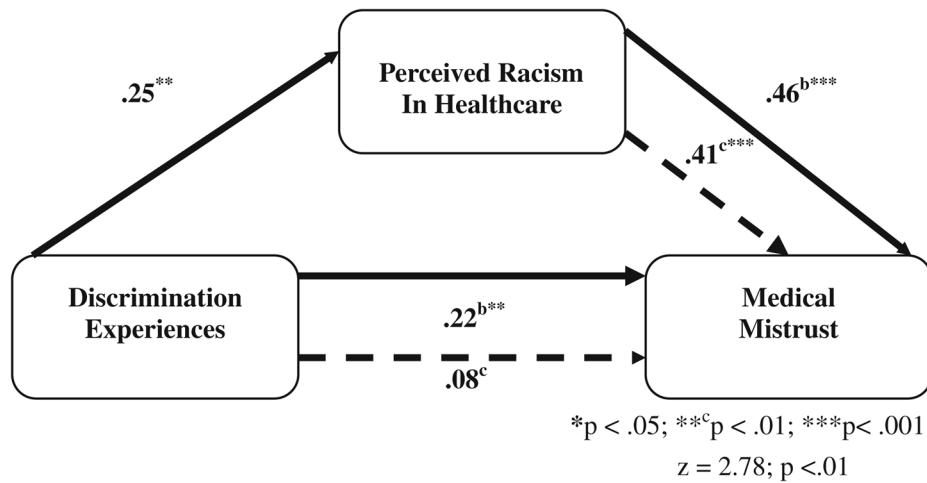 Perceived Racism
In Healthcare
.25**
.46b***
.41c***
Discrimination
Experiences
Medical
Mistrust
.22b**
.08c
*p < .05; **cp < .01; ***p< .001
z = 2.78; p <.01